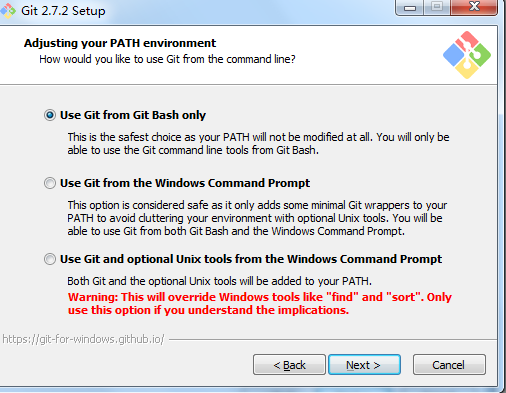 Git 2.7.2 Setup
Adjusting your PATH environment
How would you like to use Git from the command line?
Use Git from Git Bash only
This is the safest choice as your PATH will not be modified at all. You will only be
able to use the Git command line tools from Git Bash.
Use Git from the Windows Command Prompt
This option is considered safe as it only adds some minimal Git wrappers to your
PATH to avoid cluttering your environment with optional Unix tools. You will be
able to use Git from both Git Bash and the Windows Command Prompt.
Use Git and optional Unix tools from the Windows Command Prompt
Both Git and the optional Unix tools will be added to your PATH.
Warning: This will override Windows tools like "find" and "sort". Only
use this option if you understand the implications.
https://git-for-windows.github.io/
< Back Next > Cancel